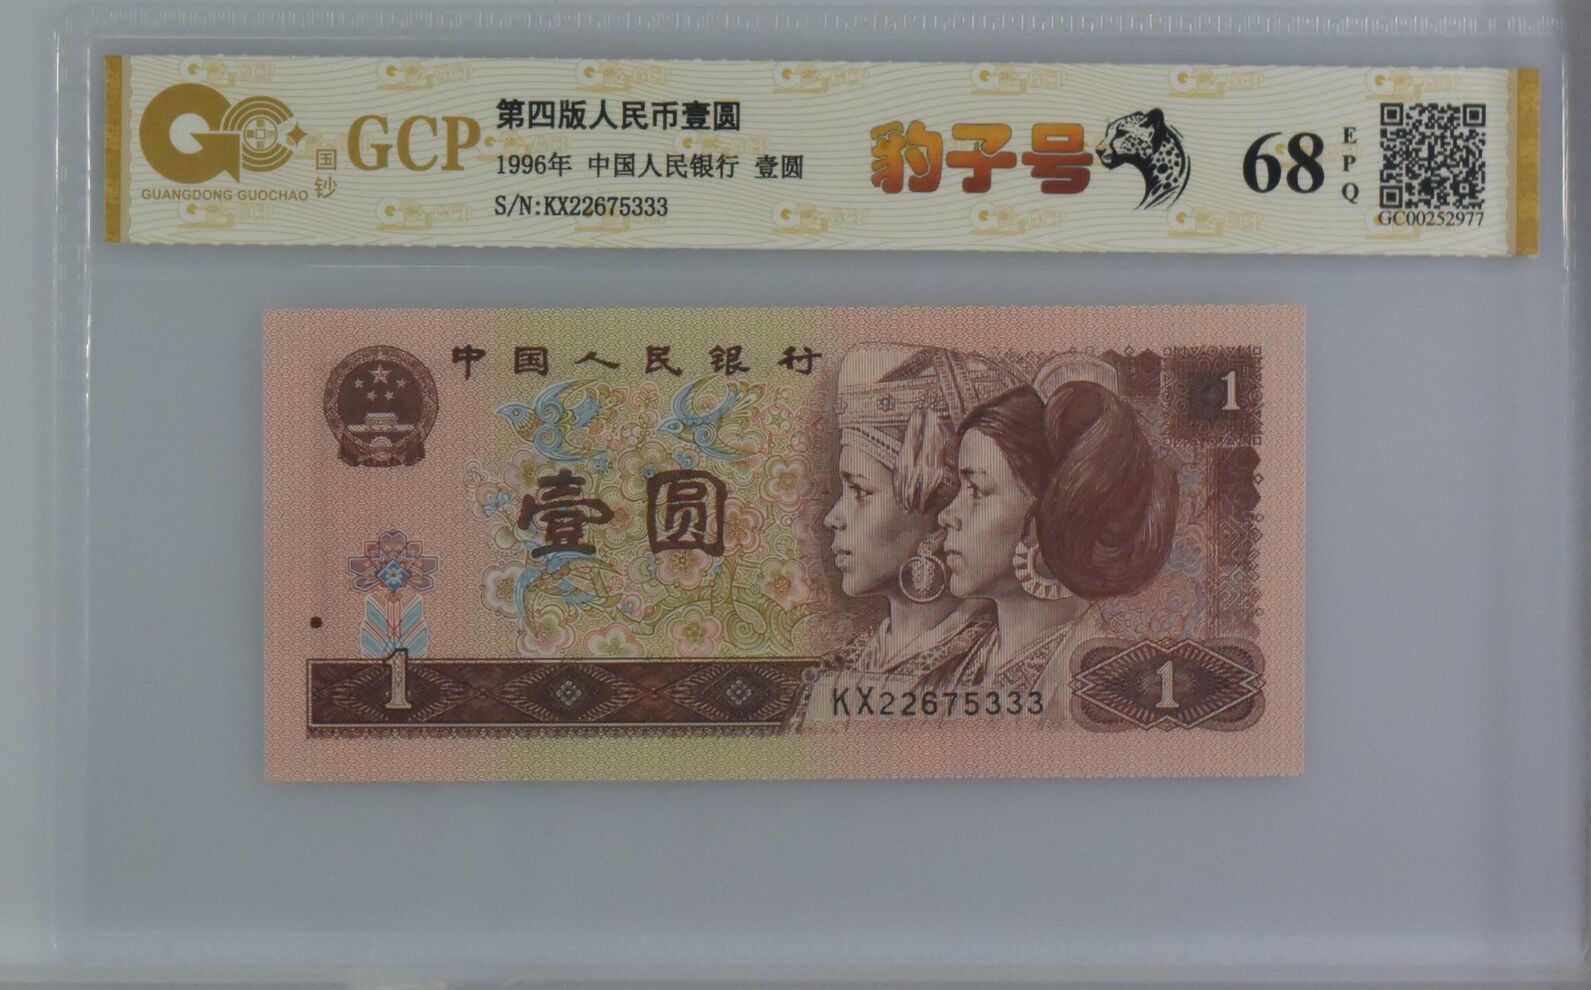 GCP
国
钞
GUANGDONG GUOCHAO
第四版人民币壹圆
1996年 中国人民银行 壹圆
S/N:KX22675333
豹子号
68
EPQ
GC00252977
中国人民银行
壹圆
1
1
KX22675333
1